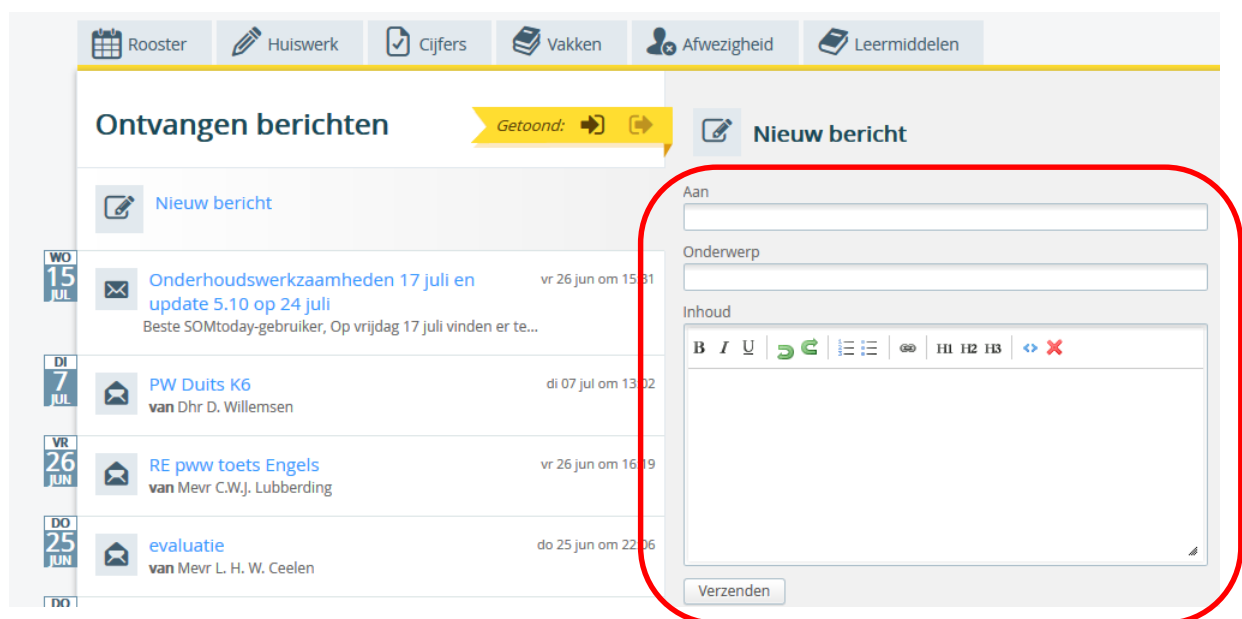 Rooster Huiswerk Cijfers Vakken Afwezigheid Leermiddelen
Ontvangen berichten
Getoond:
Nieuw bericht
WO
15
JUL
Onderhoudswerkzaamheden 17 juli en
update 5.10 op 24 juli
vr 26 jun om 15:31
Beste SOMtoday-gebruiker, Op vrijdag 17 juli vinden er te...
DI
7
JUL
PW Duits K6
di 07 jul om 13:02
van Dhr D. Willemsen
VR
26
JUN
RE pww toets Engels
vr 26 jun om 16:19
van Mevr C.W.J. Lubberding
DO
25
JUN
evaluatie
do 25 jun om 22:06
van Mevr L. H. W. Ceelen
DO
Nieuw bericht
Aan
Onderwerp
Inhoud
B I U H1 H2 H3
Verzenden